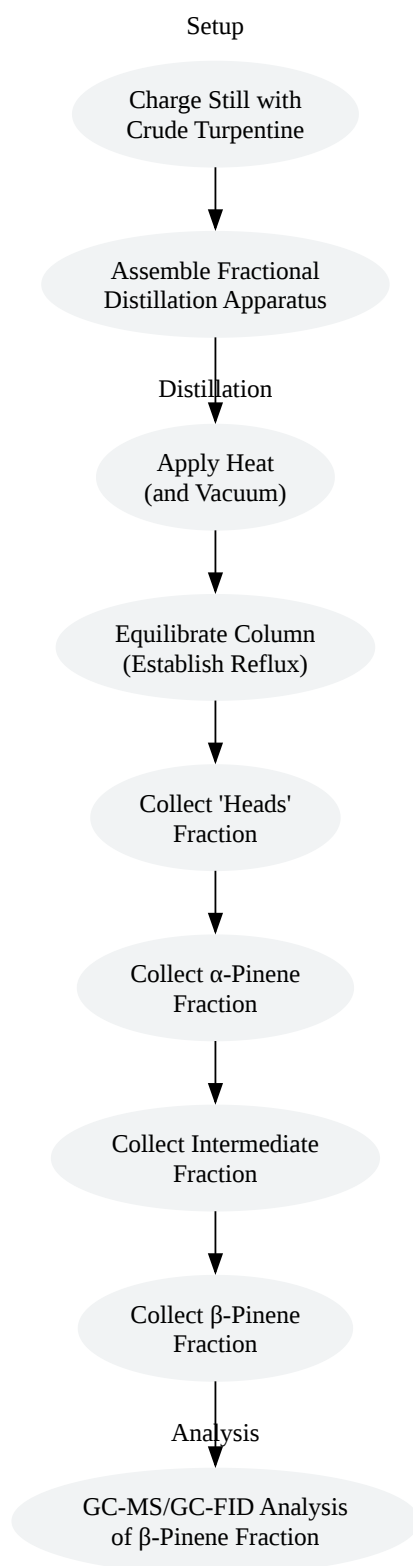 Setup
Charge Still with
Crude Turpentine
Assemble Fractional
Distillation Apparatus
Distillation
Apply Heat
(and Vacuum)
Equilibrate Column
(Establish Reflux)
Collect 'Heads'
Fraction
Collect α-Pinene
Fraction
Collect Intermediate
Fraction
Collect β-Pinene
Fraction
Analysis
GC-MS/GC-FID Analysis
of β-Pinene Fraction